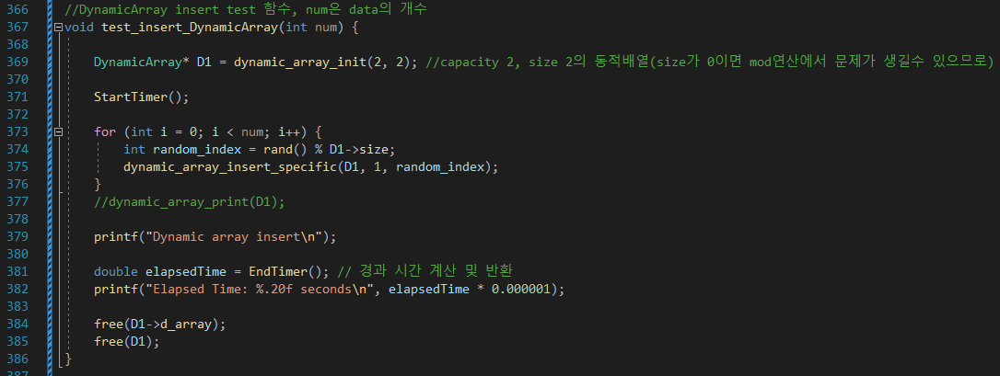 366 //DynamicArray insert test 함수, num은 data의 개수
367 void test_insert_DynamicArray(int num) {
368
369 DynamicArray* D1 = dynamic_array_init(2, 2); //capacity 2, size 2의 동적배열(size가 0이면 mod연산에서 문제가 생길수 있으므로)
370
371 StartTimer();
372
373 for (int i = 0; i < num; i++) {
374 int random_index = rand() % D1->size;
375 dynamic_array_insert_specific(D1, 1, random_index);
376 }
377 //dynamic_array_print(D1);
378
379 printf("Dynamic array insert\n");
380
381 double elapsedTime = EndTimer(); // 경과 시간 계산 및 반환
382 printf("Elapsed Time: %.20f seconds\n", elapsedTime * 0.000001);
383
384 free(D1->d_array);
385 free(D1);
386 }
387